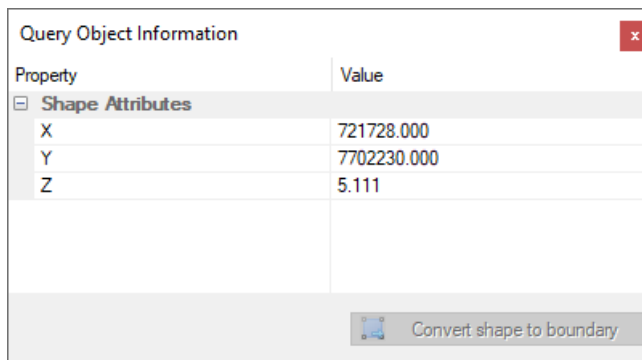 Query Object Information
x
Property Value
Shape Attributes
X 721728.000
Y 7702230.000
Z 5.111
Convert shape to boundary